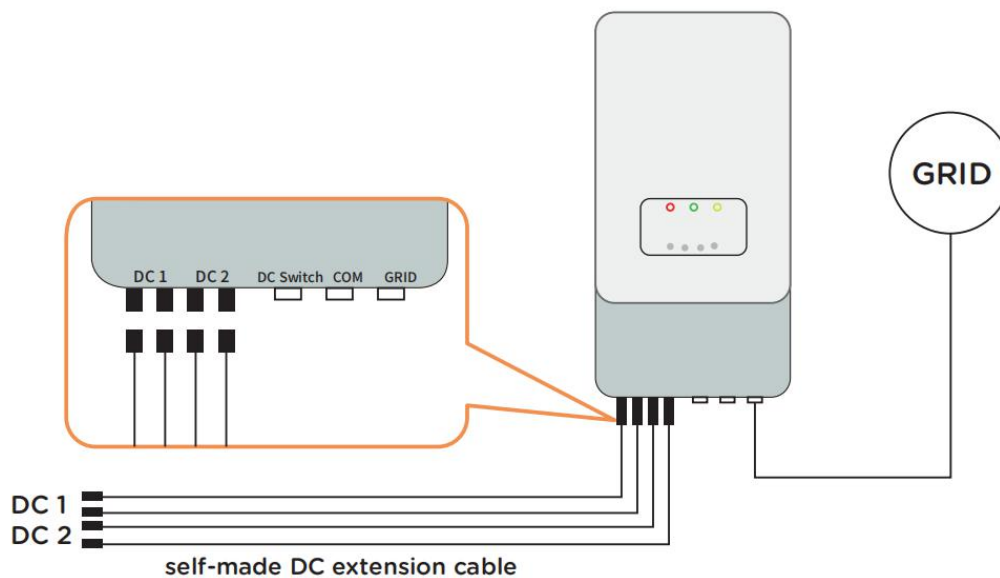 GRID
DC 1 DC 2 DC Switch COM GRID
DC 1
DC 2
self-made DC extension cable